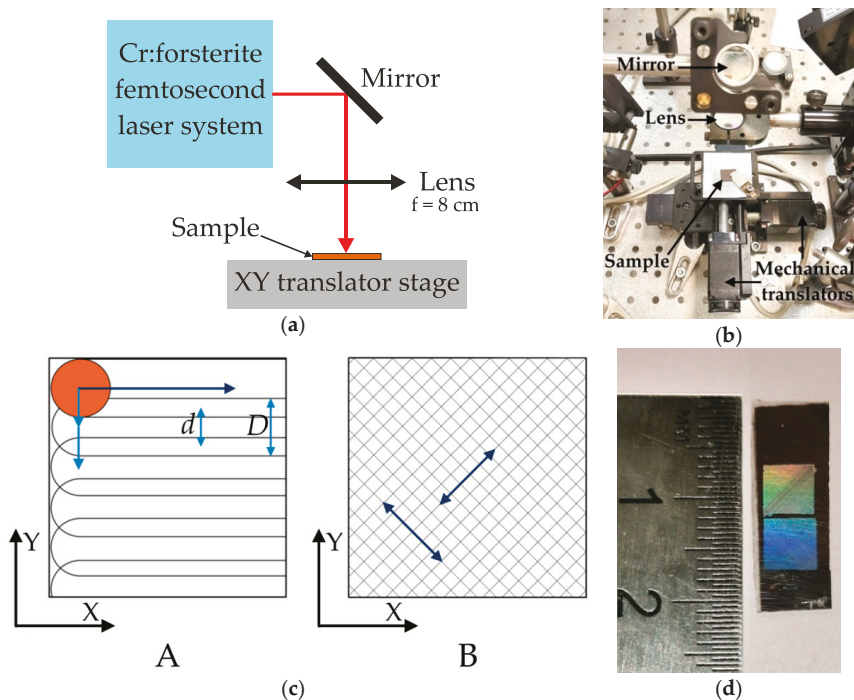 Cr:forsterite
femtosecond
laser system
Mirror
Lens
f = 8 cm
Sample
XY translator stage
(a)
Mirror
Lens
Sample
Mechanical
translators
(b)
d
D
Y
X
A
Y
X
B
(c)
MM
1
2
(d)